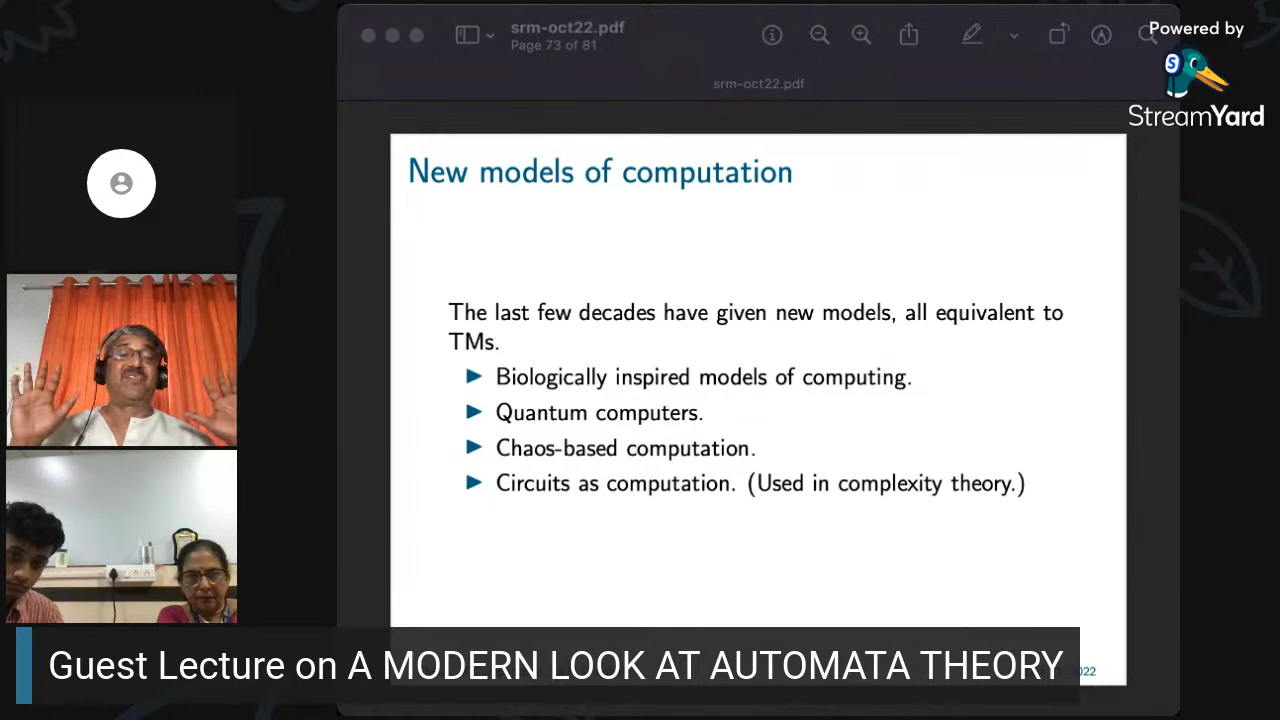 srm-oct22.pdf
Page 73 of 81
Powered by
StreamYard
srm-oct22.pdf
New models of computation
The last few decades have given new models, all equivalent to
TMs.
Biologically inspired models of computing.
Quantum computers.
Chaos-based computation.
Circuits as computation. (Used in complexity theory.)
Guest Lecture on A MODERN LOOK AT AUTOMATA THEORY